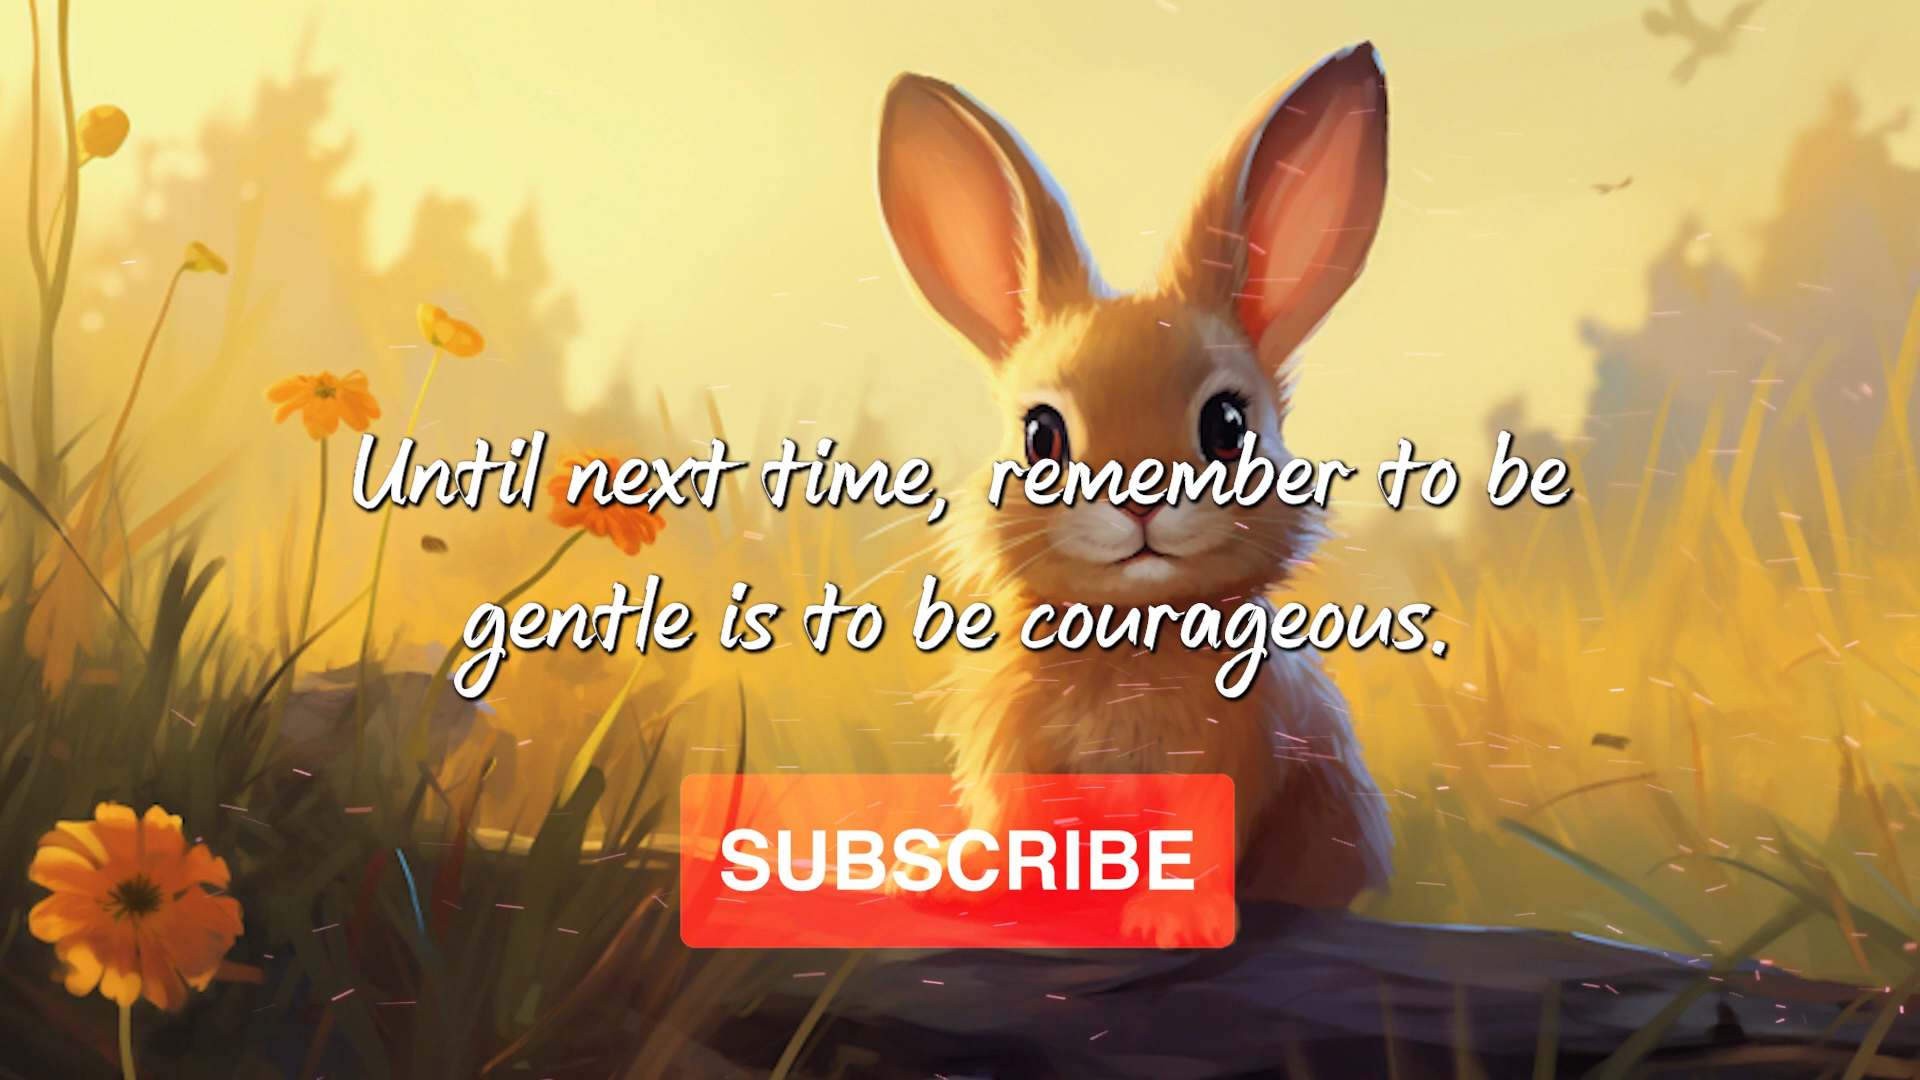 Until next time, remember to be
gentle is to be courageous.
SUBSCRIBE